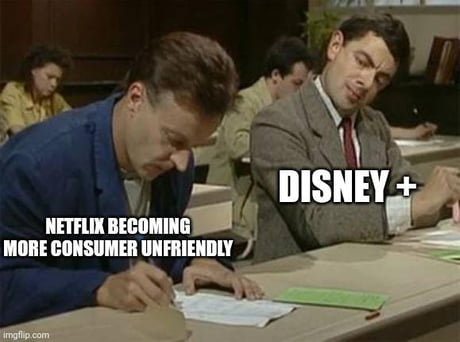 DISNEY +
NETFLIX BECOMING
MORE CONSUMER UNFRIENDLY
imgflip.com